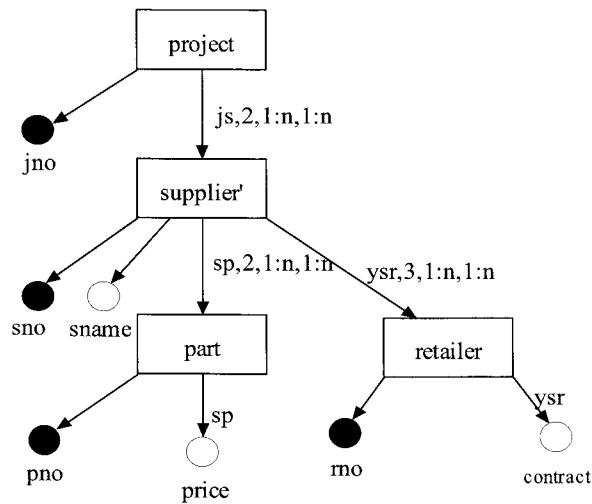 project
js,2,1:n,1:n
jno
supplier'
sp,2,1:n,1:n
ysr,3,1:n,1:n
sno
sname
part
retailer
sp
ysr
pno
price
rno
contract